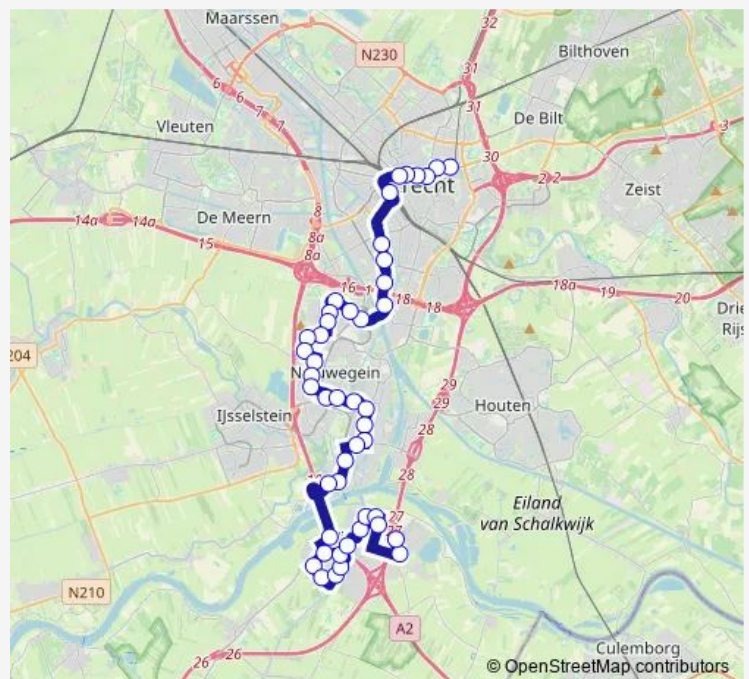 Maarssen
32
N230
Bilthoven
31
6
6
7
7
31
De Bilt
Vleuten
3
30
2
2
recht
Zeist
14a
14a
De Meern
8
15
8a
8a
16
18
18
18a
19
20
Drie
Rijs
204
Nieuwegein
29
29
Houten
IJsselstein
28
28
Eiland
van Schalkwijk
27
27
N210
A2
26
26
Culemborg
© OpenStreetMap contributors